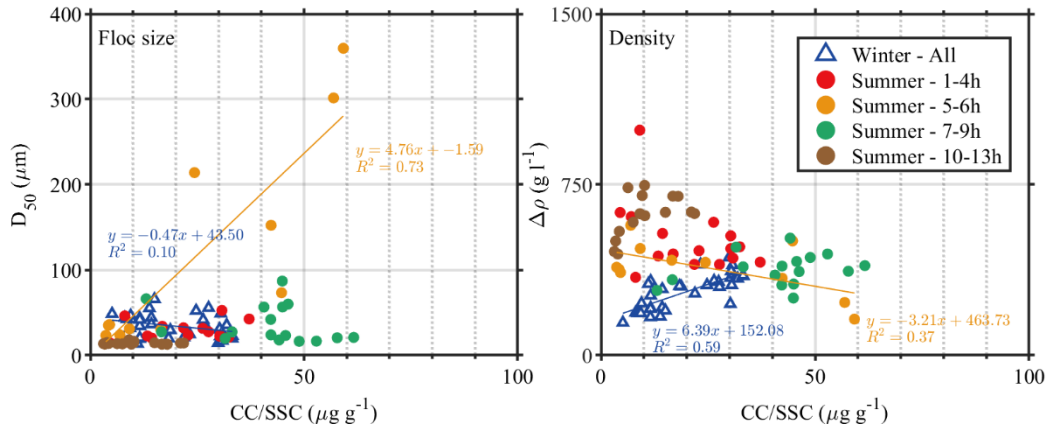 Floc size
400
300
200
100
0
D50 (μm)
y = 4.76x + −1.59
R² = 0.73
y = −0.47x + 43.50
R² = 0.10
0
50
100
CC/SSC (μg g⁻¹)
Density
1500
750
0
Δρ (g l⁻¹)
Winter - All
Summer - 1-4h
Summer - 5-6h
Summer - 7-9h
Summer - 10-13h
y = 6.39x + 152.08
R² = 0.59
y = −3.21x + 463.73
R² = 0.37
0
50
100
CC/SSC (μg g⁻¹)